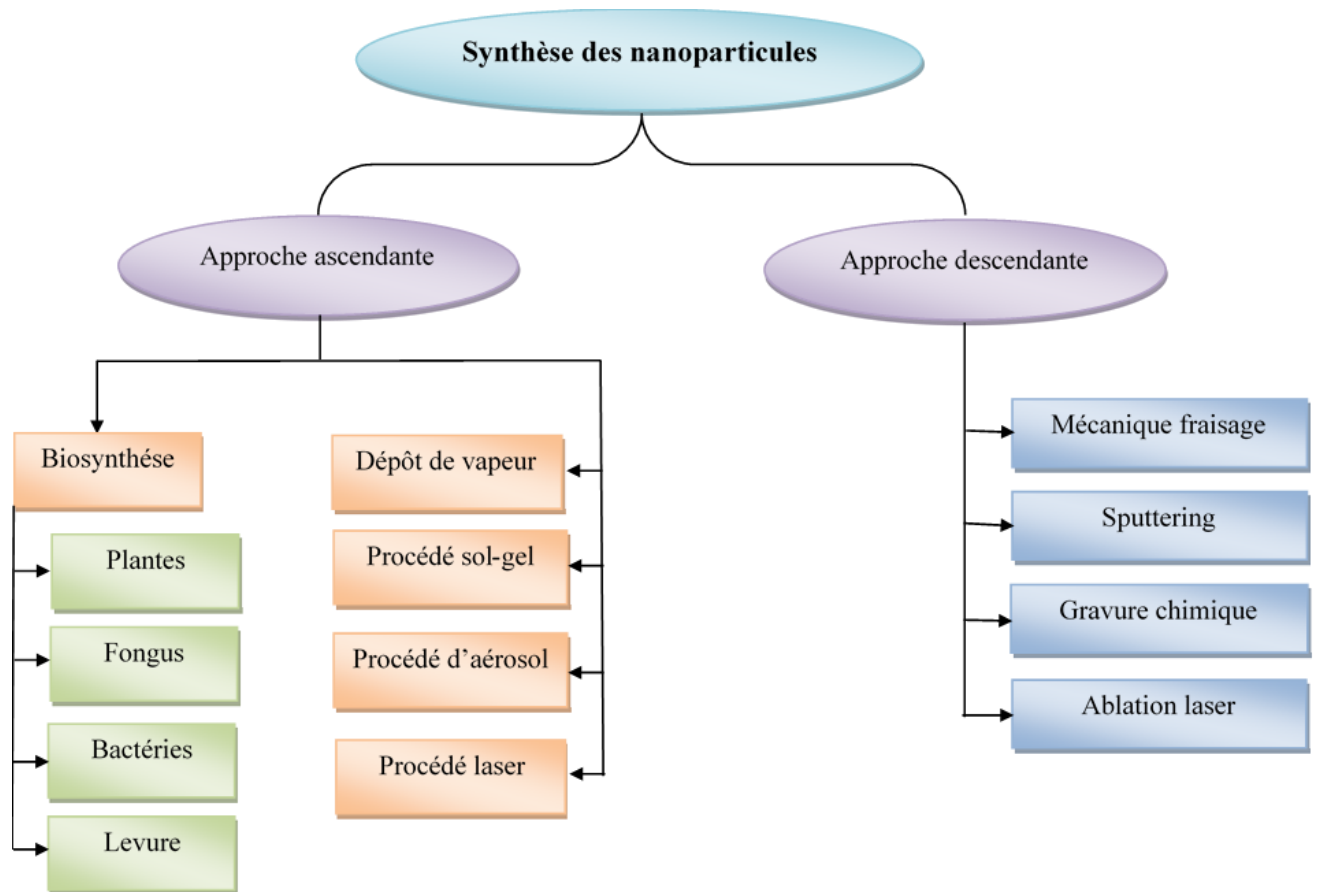 Synthèse des nanoparticules
Approche ascendante
Approche descendante
Biosynthése
Plantes
Fongus
Bactéries
Levure
Dépôt de vapeur
Procédé sol-gel
Procédé d’aérosol
Procédé laser
Mécanique fraisage
Sputtering
Gravure chimique
Ablation laser